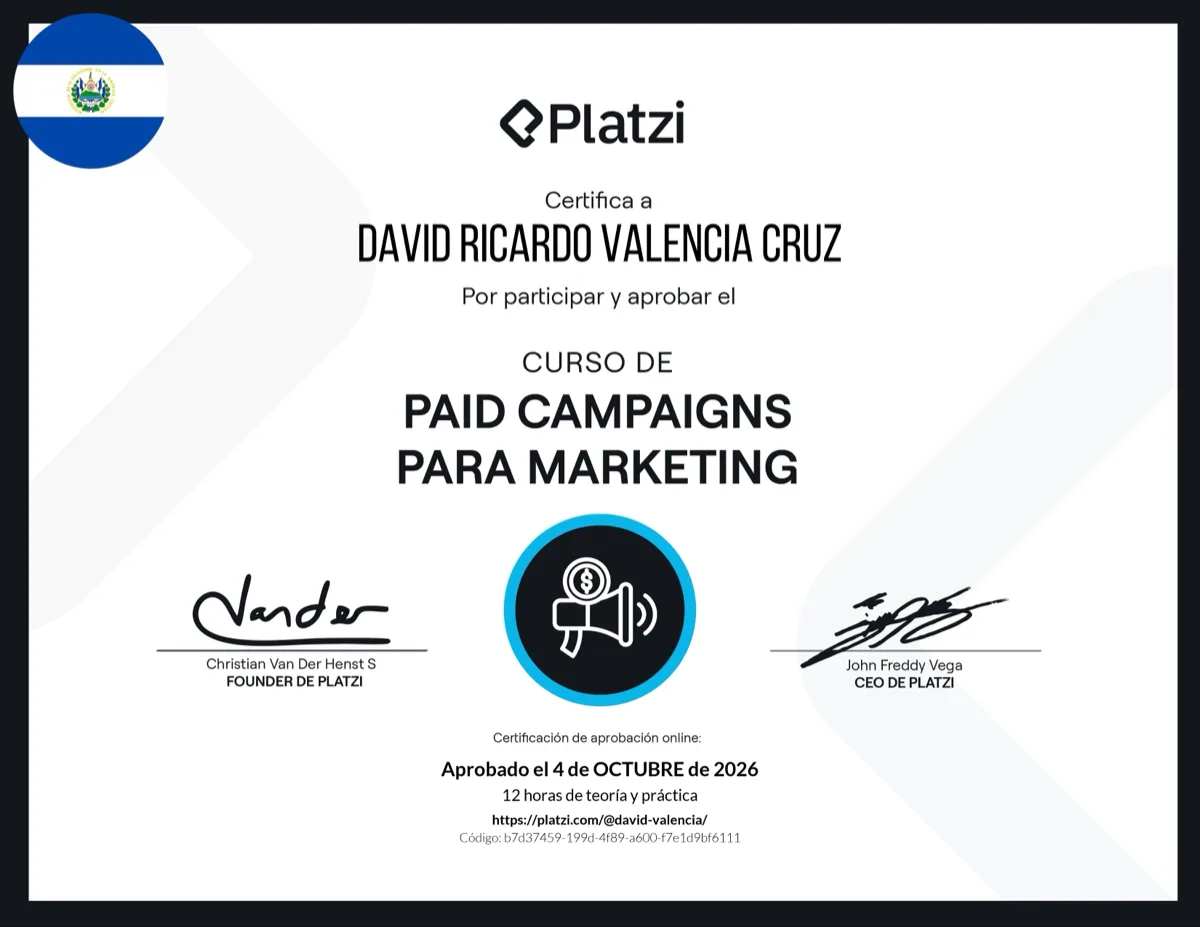 Platzi
Certifica a
DAVID RICARDO VALENCIA CRUZ
Por participar y aprobar el
CURSO DE
PAID CAMPAIGNS
PARA MARKETING
Vander
Christian Van Der Henst S
FOUNDER DE PLATZI
John Freddy Vega
CEO DE PLATZI
Certificación de aprobación online:
Aprobado el 4 de OCTUBRE de 2026
12 horas de teoría y práctica
https://platzi.com/@david-valencia/
Código: b7d37459-199d-4f89-a600-f7e1d9bf6111